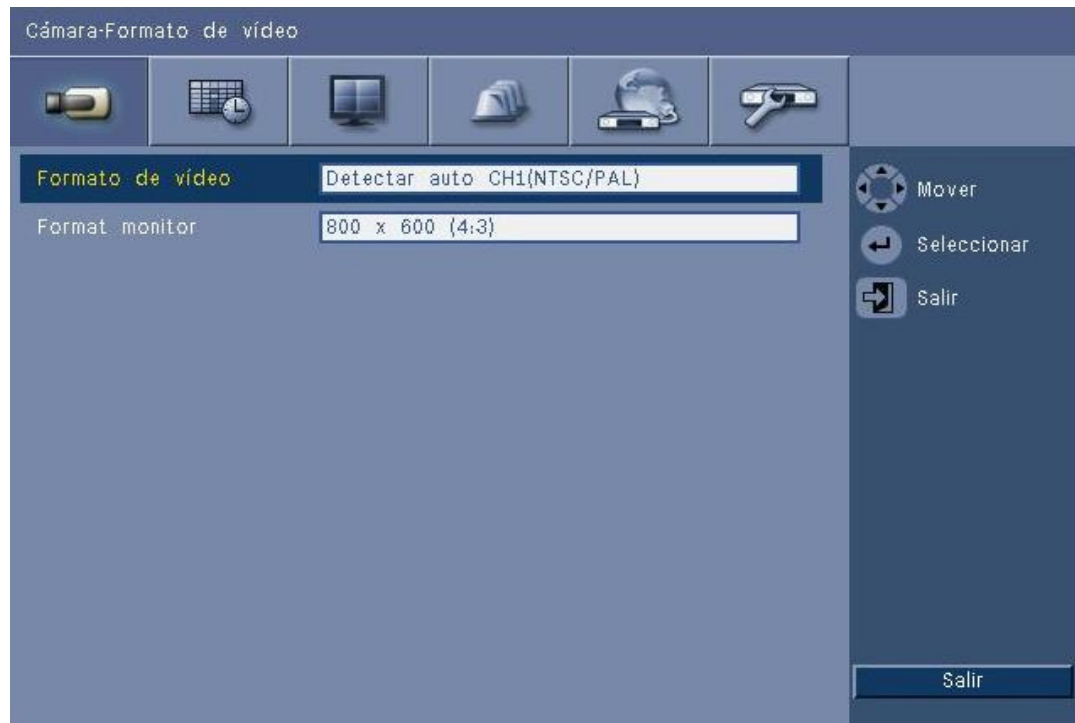 Cámara-Formato de vídeo
Formato de vídeo
Detectar auto CH1(NTSC/PAL)
Format monitor
800 x 600 (4:3)
Mover
Seleccionar
Salir
Salir